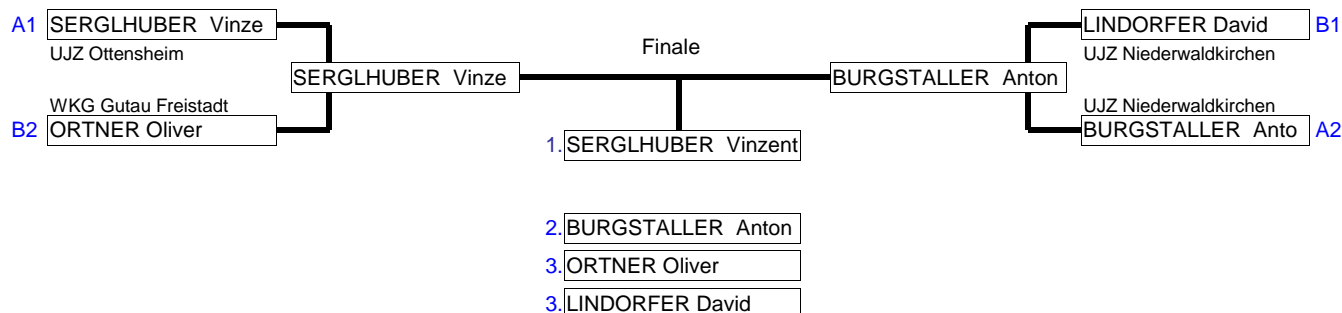 A1 SERGLHUBER Vinze
UJZ Ottensheim
SERGLHUBER Vinze
WKG Gutau Freistadt
B2 ORTNER Oliver
Finale
1. SERGLHUBER Vinzent
LINDORFER David B1
UJZ Niederwaldkirchen
BURGSTALLER Anton
UJZ Niederwaldkirchen
BURGSTALLER Anto A2
2. BURGSTALLER Anton
3. ORTNER Oliver
3. LINDORFER David